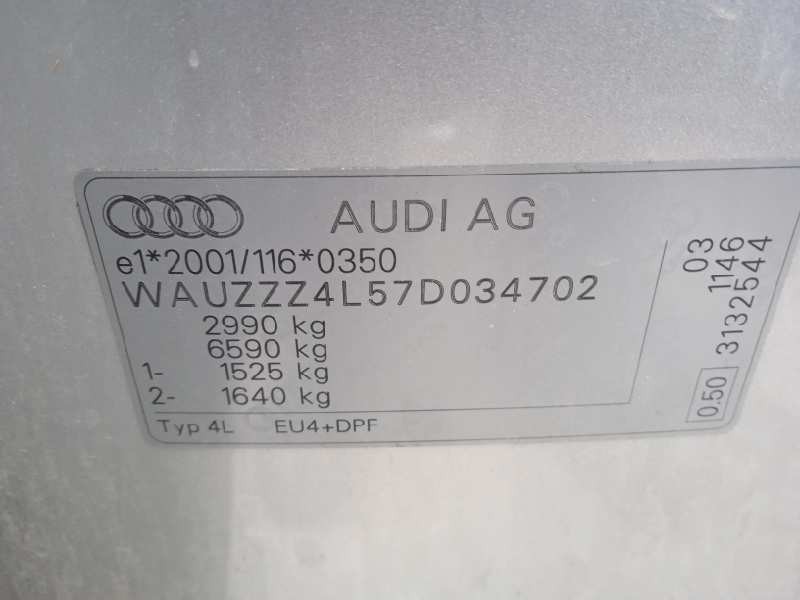 AUDI AG
e1*2001/116*0350
WAUZZZ4L57D034702
2990 kg
6590 kg
1- 1525 kg
2- 1640 kg
Typ 4L EU4+DPF
03
1146
3132544
0.50